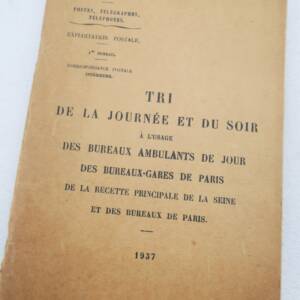 POSTES, TÉLÉGRAPHES,
TÉLÉPHONES.
EXPLOITATION POSTALE.
1er BUREAU.
CORRESPONDANCE POSTALE
INTÉRIEURE.
TRI
DE LA JOURNÉE ET DU SOIR
À L'USAGE
DES BUREAUX AMBULANTS DE JOUR
DES BUREAUX-GARES DE PARIS
DE LA RECETTE PRINCIPALE DE LA SEINE
ET DES BUREAUX DE PARIS.
1937